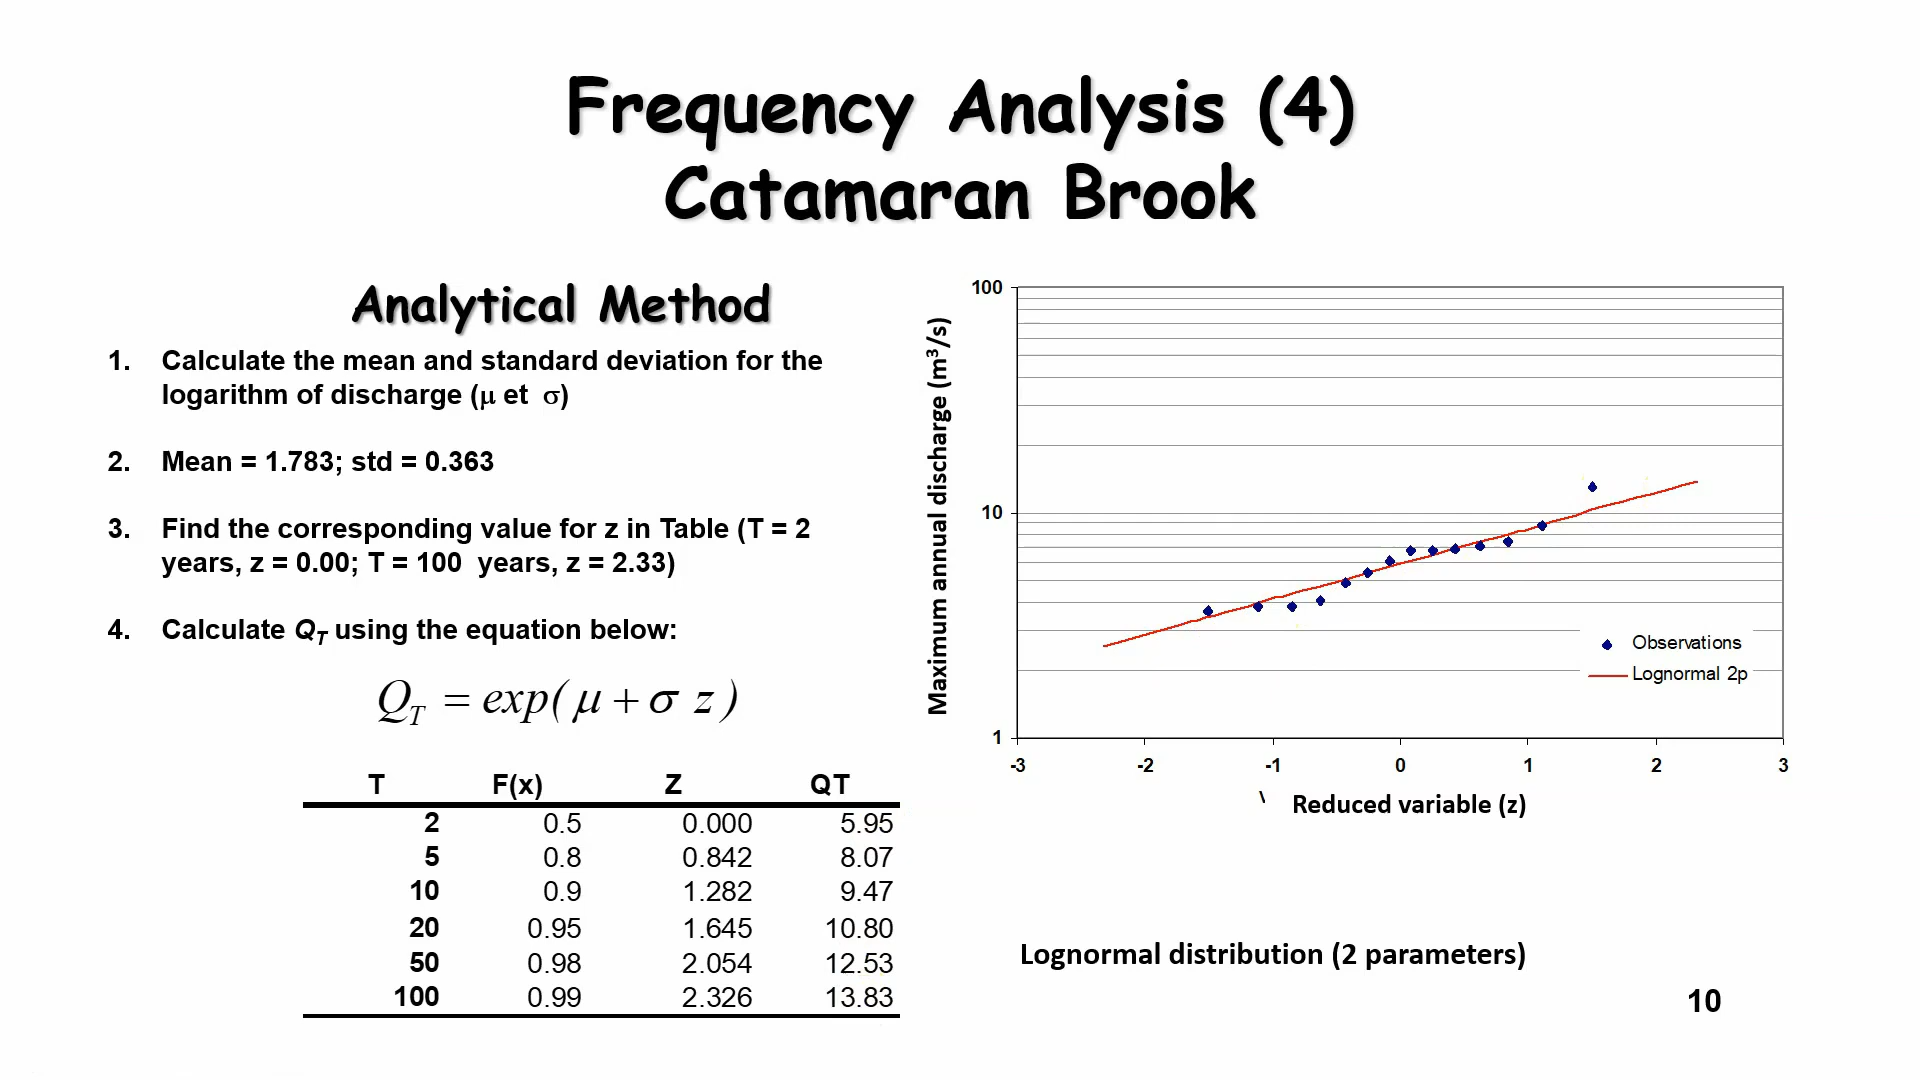 Frequency Analysis (4)
Catamaran Brook
Analytical Method
1. Calculate the mean and standard deviation for the
logarithm of discharge (μ et σ)
2. Mean = 1.783; std = 0.363
3. Find the corresponding value for z in Table (T = 2
years, z = 0.00; T = 100 years, z = 2.33)
4. Calculate Q_T using the equation below:
Q_T = exp( μ + σ z )
T F(x) Z QT
2 0.5 0.000 5.95
5 0.8 0.842 8.07
10 0.9 1.282 9.47
20 0.95 1.645 10.80
50 0.98 2.054 12.53
100 0.99 2.326 13.83
Maximum annual discharge (m³/s)
100
10
1
-3 -2 -1 0 1 2 3
\ Reduced variable (z)
Observations
Lognormal 2p
Lognormal distribution (2 parameters)
10